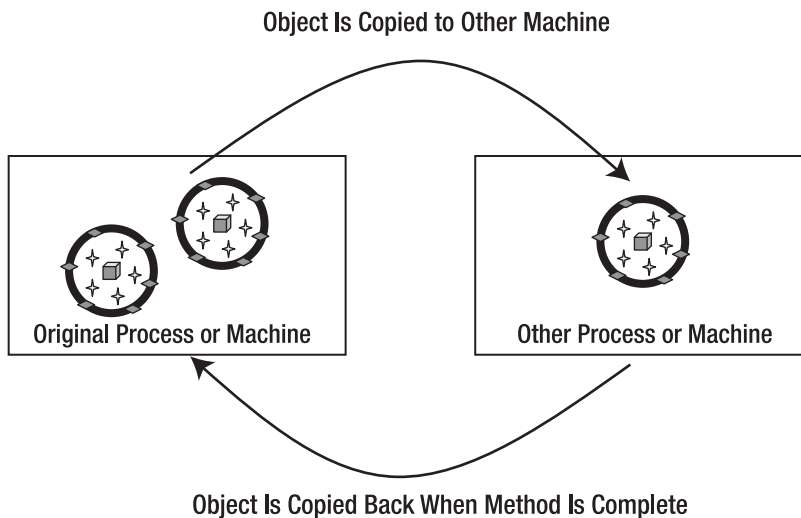 Object Is Copied to Other Machine
Original Process or Machine
Other Process or Machine
Object Is Copied Back When Method Is Complete